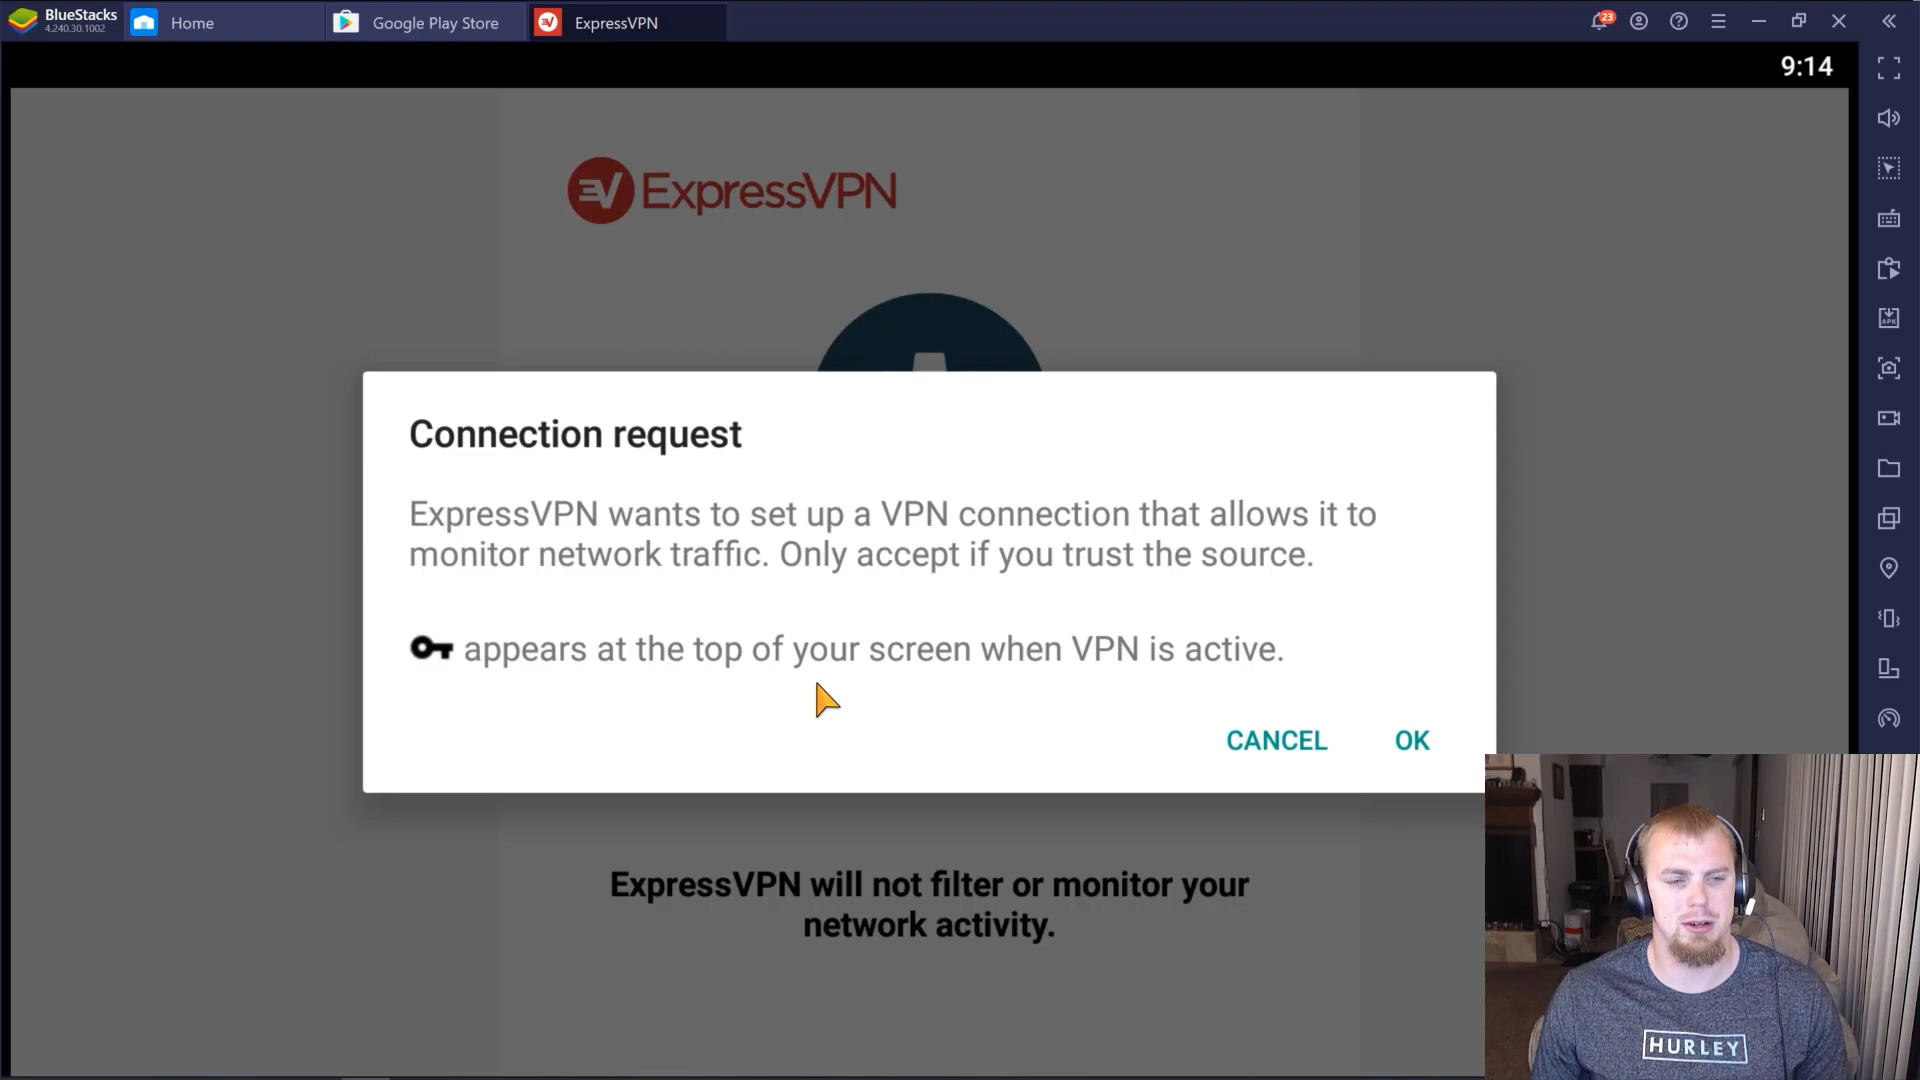 BlueStacks
4.240.30.1002
Home
Google Play Store
ExpressVPN
23
9:14
ExpressVPN
Connection request
ExpressVPN wants to set up a VPN connection that allows it to
monitor network traffic. Only accept if you trust the source.
appears at the top of your screen when VPN is active.
CANCEL
OK
ExpressVPN will not filter or monitor your
network activity.
APK
HURLEY